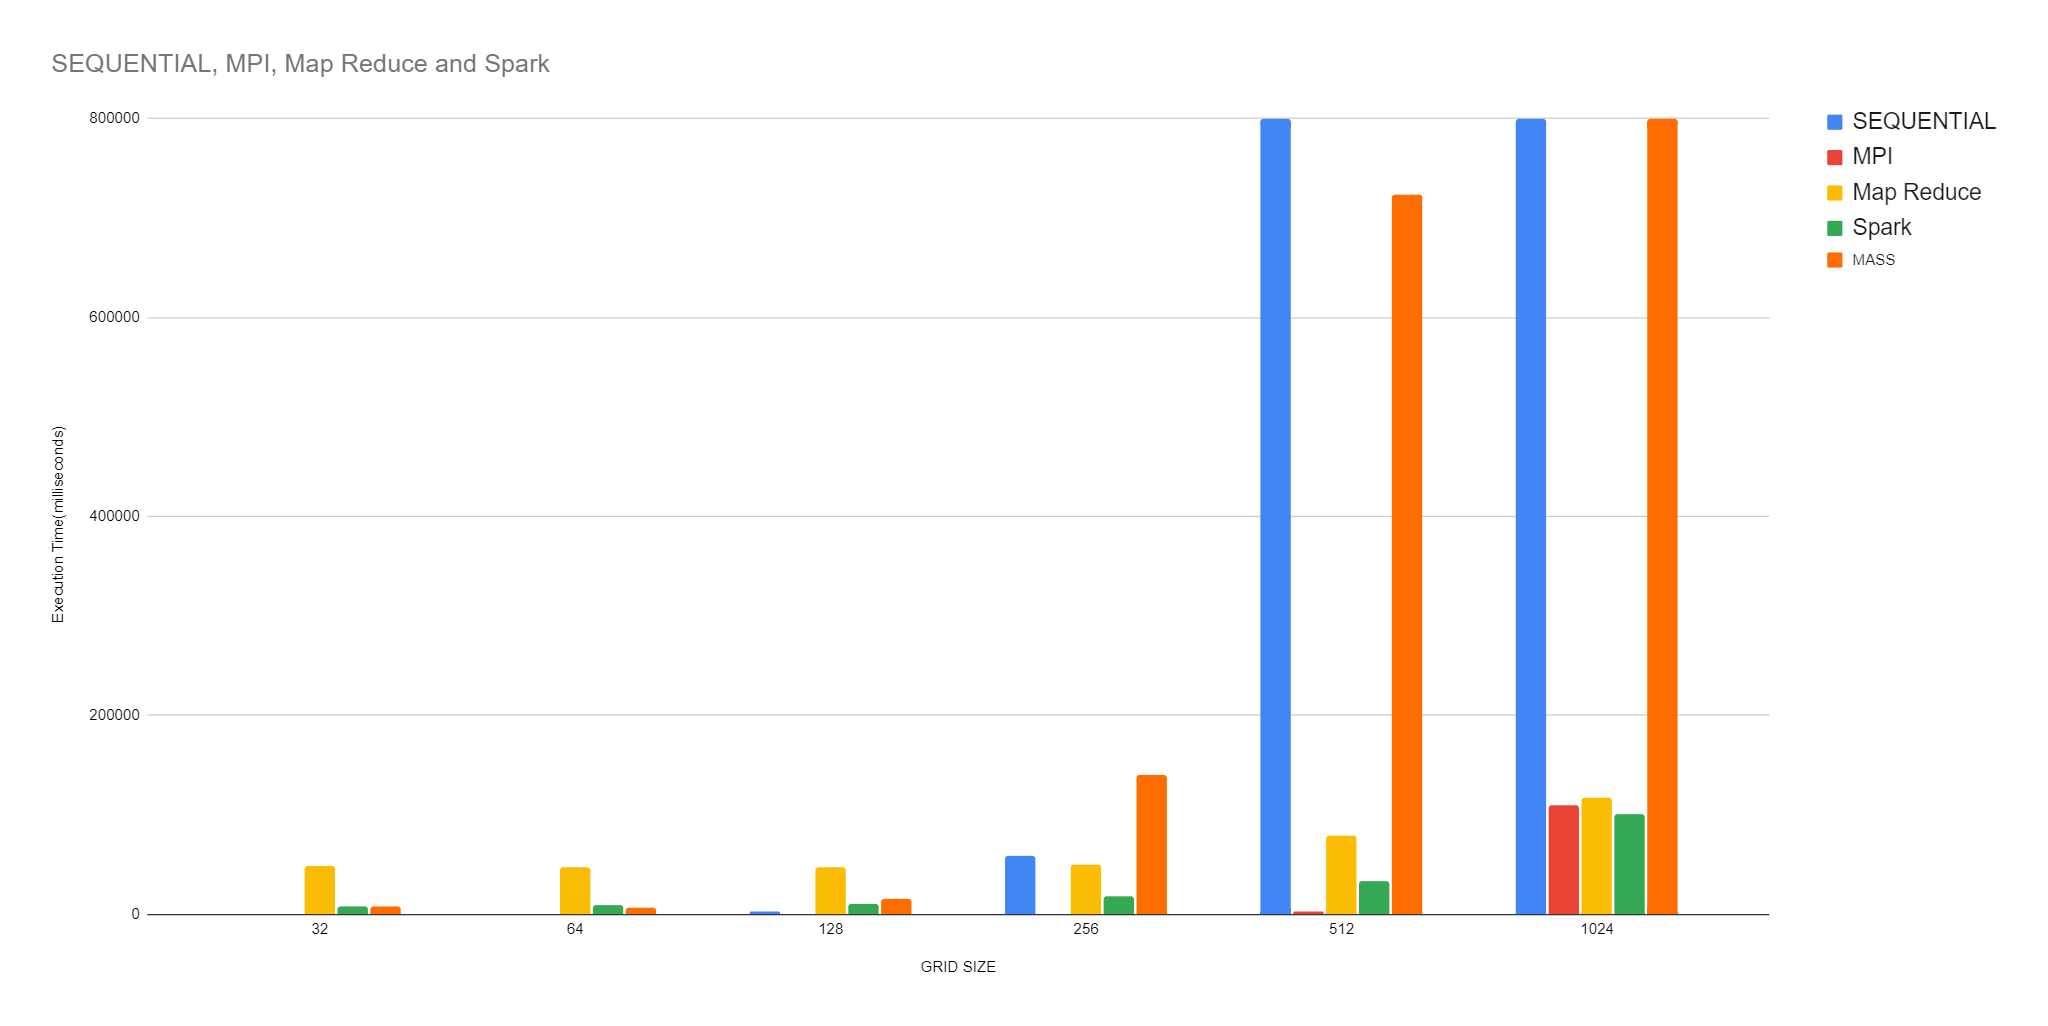 SEQUENTIAL, MPI, Map Reduce and Spark
800000
600000
400000
200000
0
Execution Time(milliseconds)
32
64
128
256
512
1024
GRID SIZE
SEQUENTIAL
MPI
Map Reduce
Spark
MASS